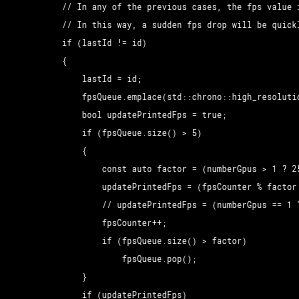 // In any of the previous cases, the fps value
// In this way, a sudden fps drop will be quickl
if (lastId != id)
{
lastId = id;
fpsQueue.emplace(std::chrono::high_resolutio
bool updatePrintedFps = true;
if (fpsQueue.size() > 5)
{
const auto factor = (numberGpus > 1 ? 25
updatePrintedFps = (fpsCounter % factor
// updatePrintedFps = (numberGpus == 1 ?
fpsCounter++;
if (fpsQueue.size() > factor)
fpsQueue.pop();
}
if (updatePrintedFps)